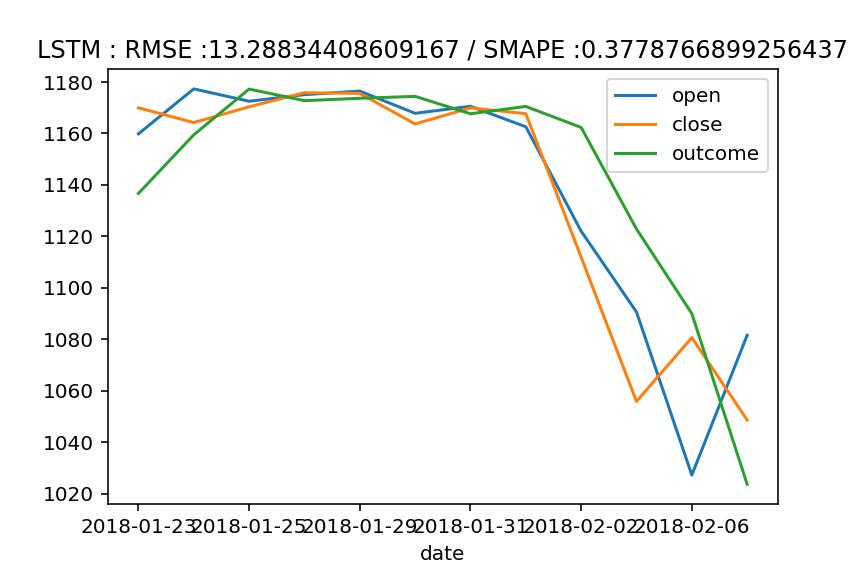 LSTM : RMSE :13.28834408609167 / SMAPE :0.3778766899256437
open
close
outcome
1180
1160
1140
1120
1100
1080
1060
1040
1020
2018-01-23 2018-01-25 2018-01-29 2018-01-31 2018-02-02 2018-02-06
date